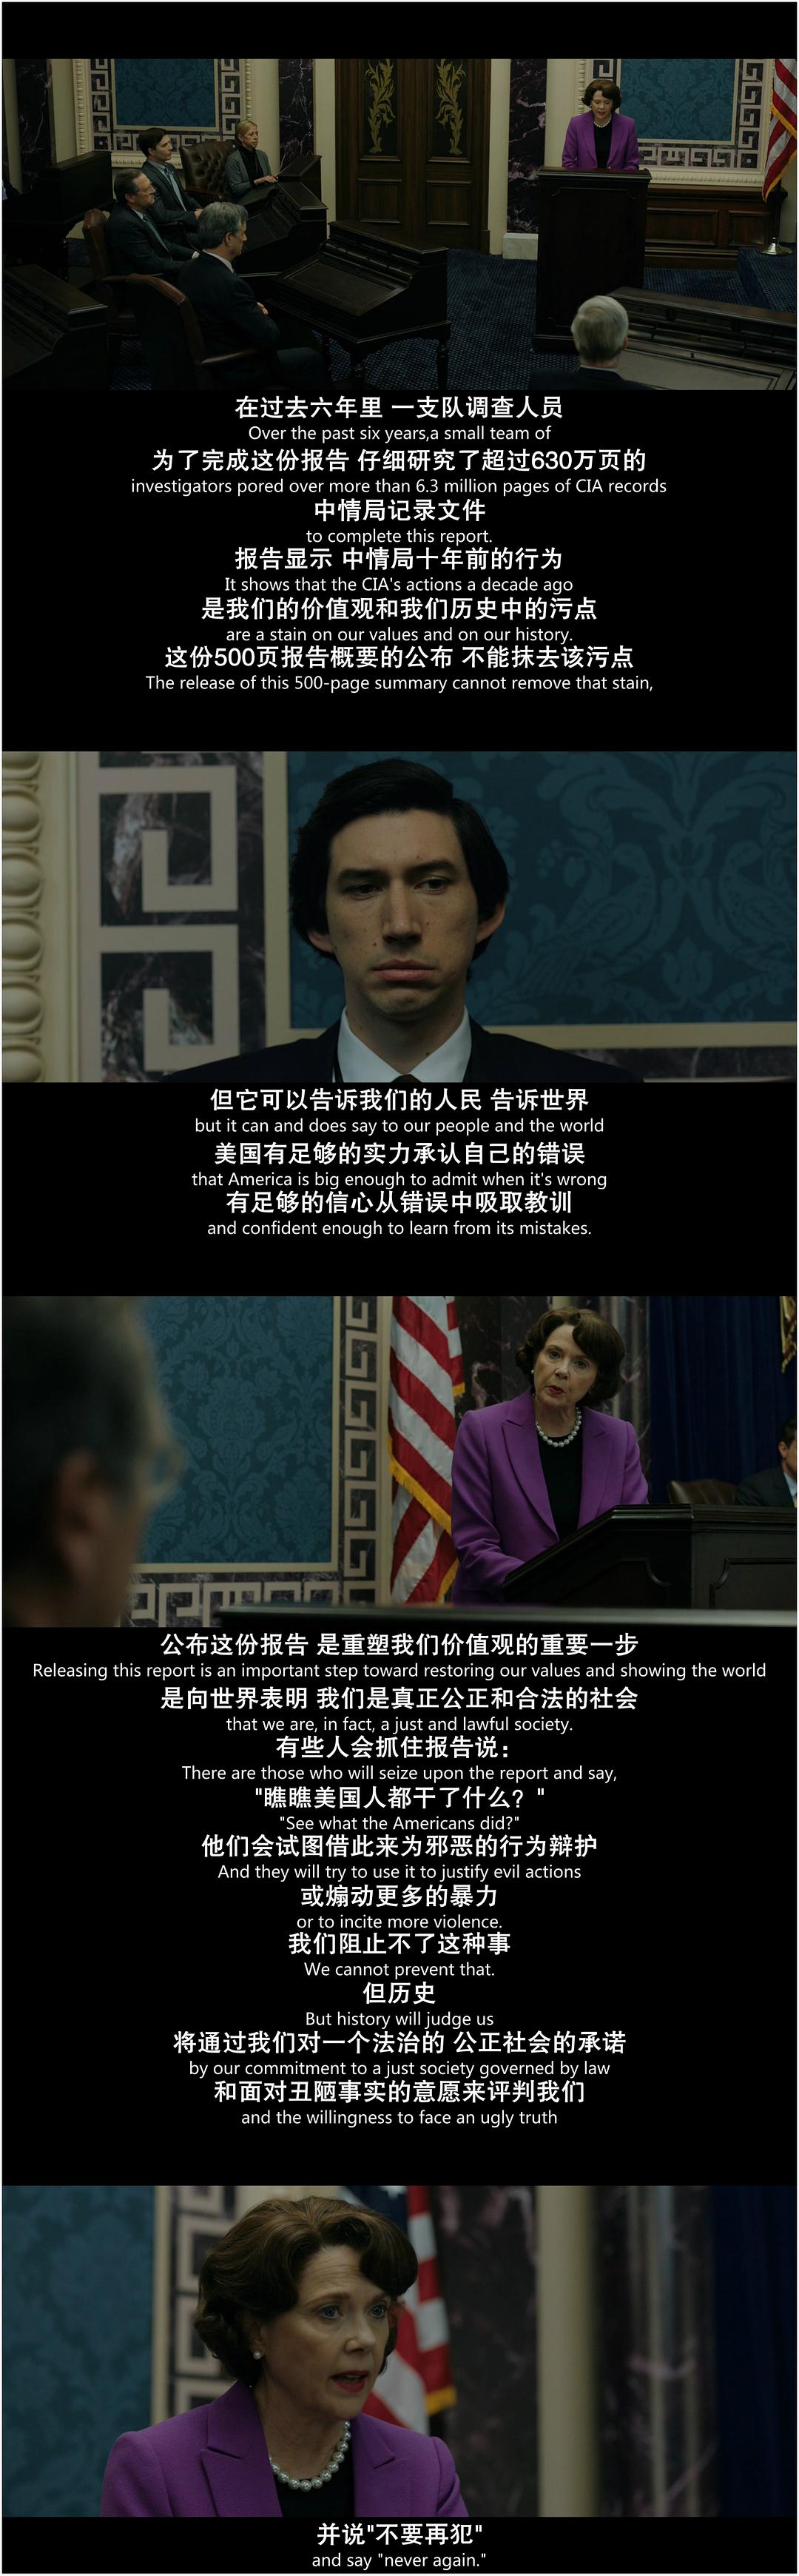 在过去六年里 一支队调查人员
Over the past six years,a small team of
为了完成这份报告 仔细研究了超过630万页的
investigators pored over more than 6.3 million pages of CIA records
中情局记录文件
to complete this report.
报告显示 中情局十年前的行为
It shows that the CIA's actions a decade ago
是我们的价值观和我们历史中的污点
are a stain on our values and on our history.
这份500页报告概要的公布 不能抹去该污点
The release of this 500-page summary cannot remove that stain,
但它可以告诉我们的人民 告诉世界
but it can and does say to our people and the world
美国有足够的实力承认自己的错误
that America is big enough to admit when it's wrong
有足够的信心从错误中吸取教训
and confident enough to learn from its mistakes.
公布这份报告 是重塑我们价值观的重要一步
Releasing this report is an important step toward restoring our values and showing the world
是向世界表明 我们是真正公正和合法的社会
that we are, in fact, a just and lawful society.
有些人会抓住报告说：
There are those who will seize upon the report and say,
"瞧瞧美国人都干了什么？"
"See what the Americans did?"
他们会试图借此来为邪恶的行为辩护
And they will try to use it to justify evil actions
或煽动更多的暴力
or to incite more violence.
我们阻止不了这种事
We cannot prevent that.
但历史
But history will judge us
将通过我们对一个法治的 公正社会的承诺
by our commitment to a just society governed by law
和面对丑陋事实的意愿来评判我们
and the willingness to face an ugly truth
并说"不要再犯"
and say "never again."